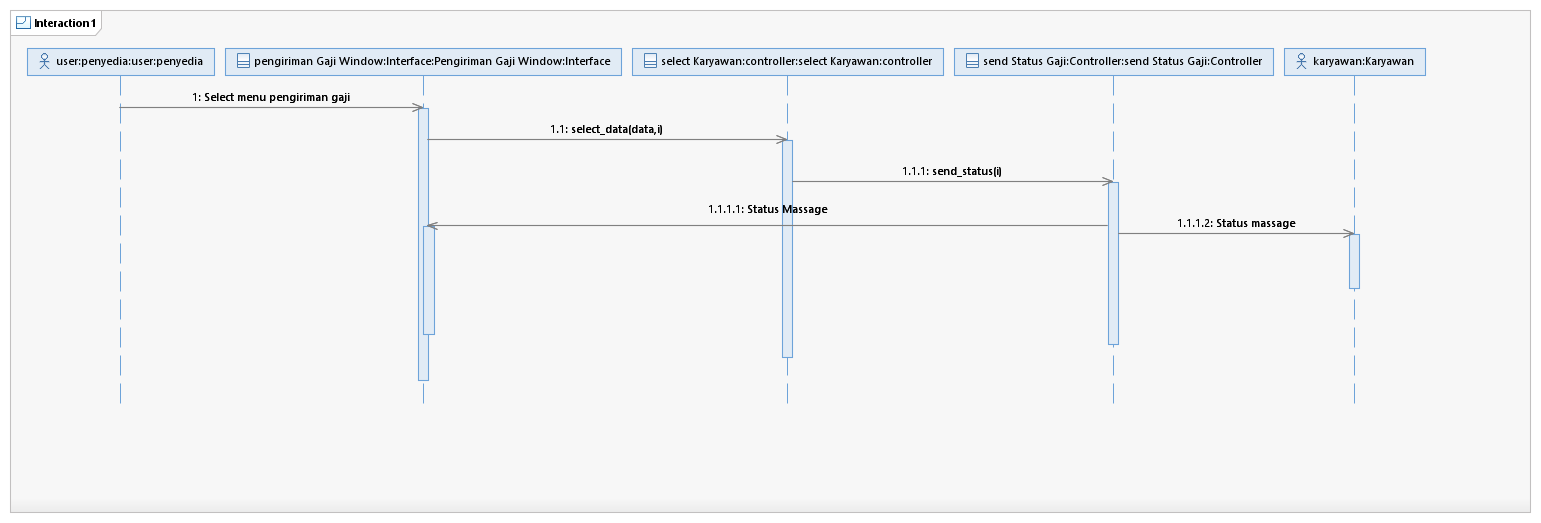 Interaction1
user:penyedia:user:penyedia
pengiriman Gaji Window:Interface:Pengiriman Gaji Window:Interface
select Karyawan:controller:select Karyawan:controller
send Status Gaji:Controller:send Status Gaji:Controller
karyawan:Karyawan
1: Select menu pengiriman gaji
1.1: select_data(data,i)
1.1.1: send_status(i)
1.1.1.1: Status Massage
1.1.1.2: Status massage